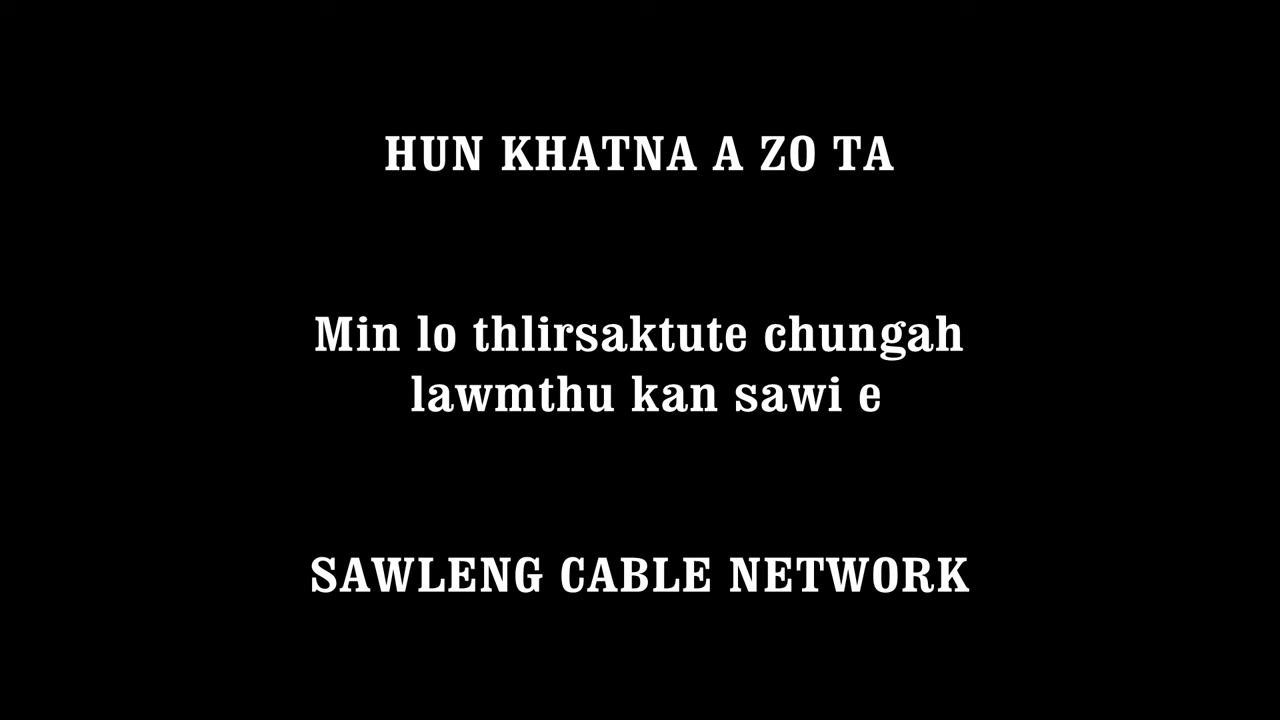 HUN KHATNA A ZO TA
Min lo thlirsaktute chungah
lawmthu kan sawi e
SAWLENG CABLE NETWORK